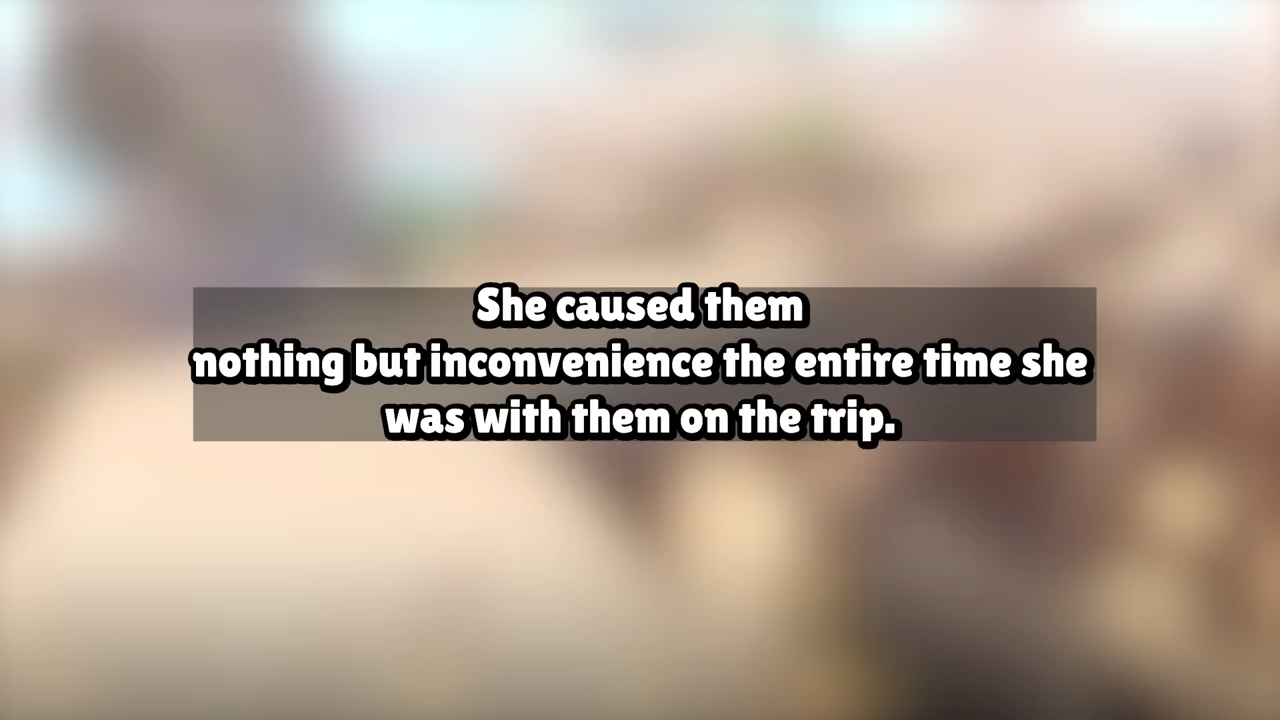 She caused them
nothing but inconvenience the entire time she
was with them on the trip.